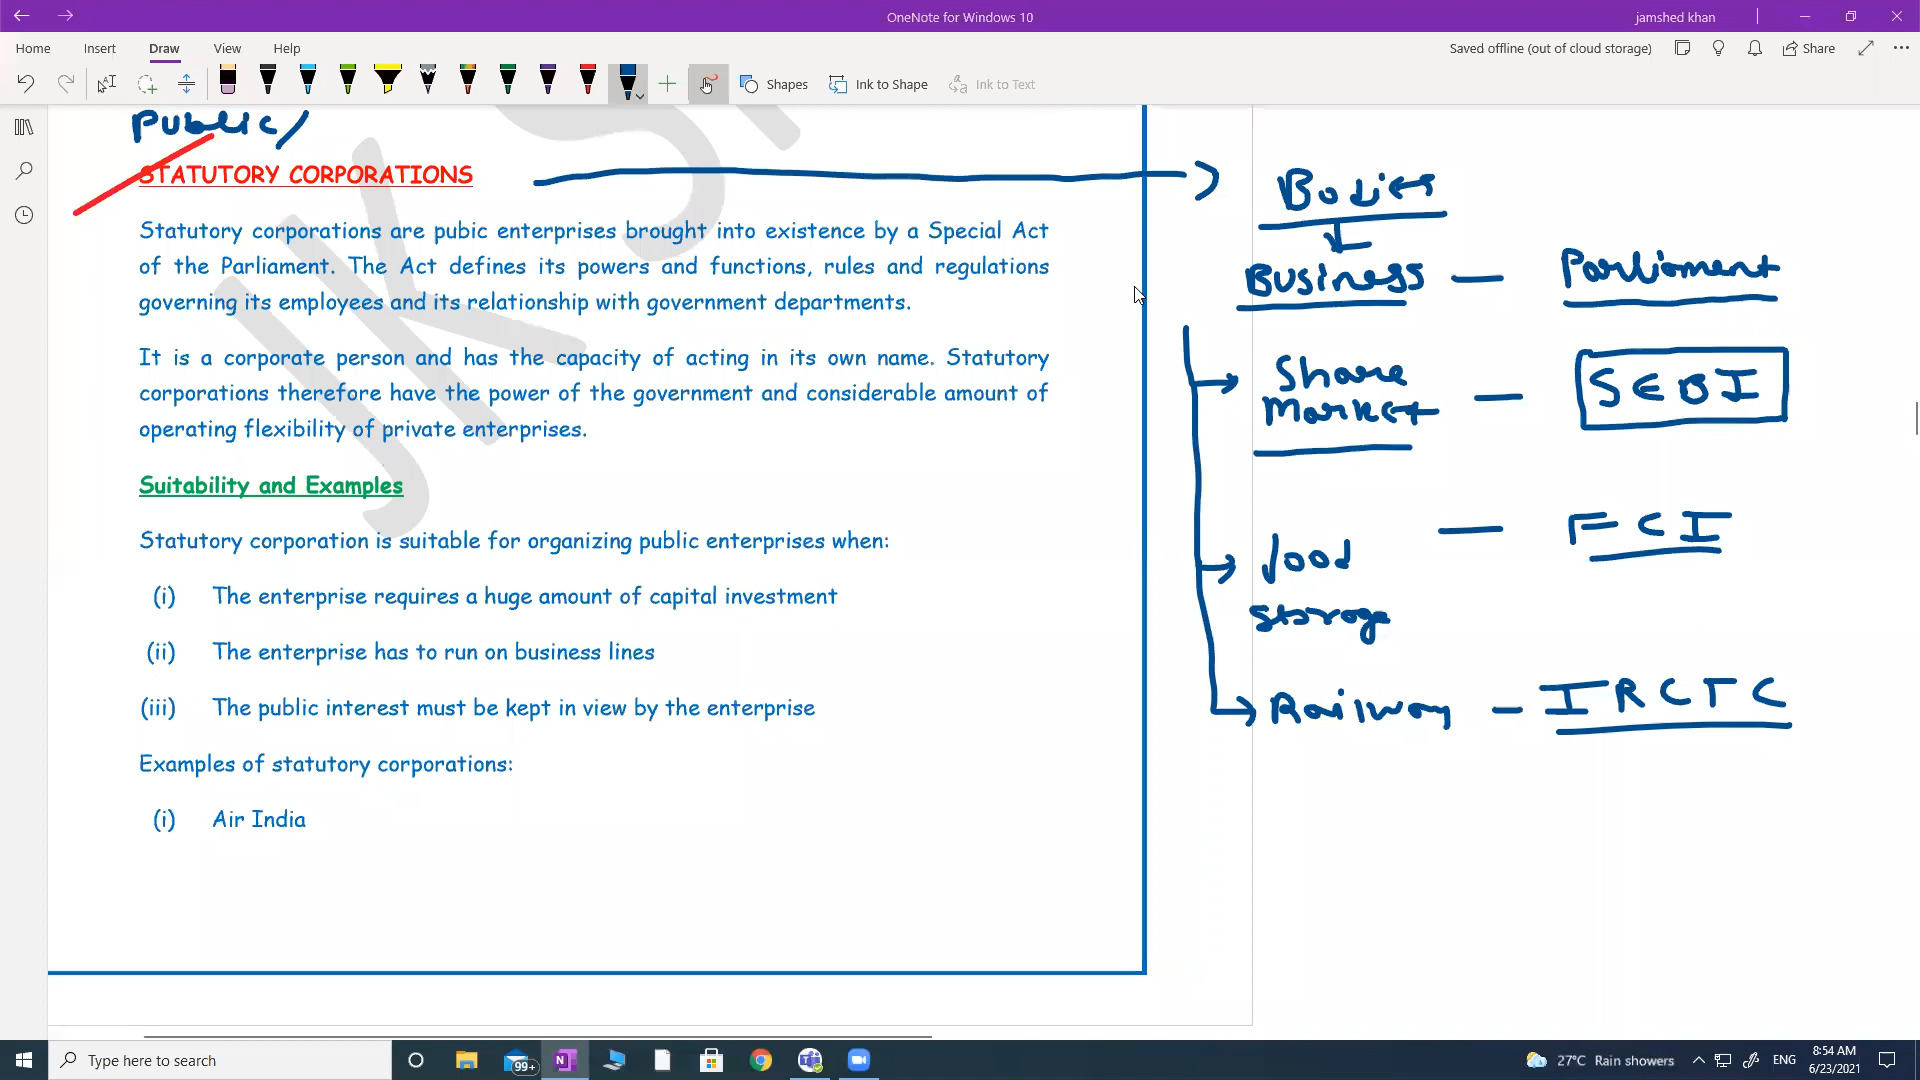 OneNote for Windows 10
jamshed khan
Home Insert Draw View Help
Saved offline (out of cloud storage)
Share
Shapes
Ink to Shape
Ink to Text
Public/
STATUTORY CORPORATIONS
Statutory corporations are pubic enterprises brought into existence by a Special Act
of the Parliament. The Act defines its powers and functions, rules and regulations
governing its employees and its relationship with government departments.
It is a corporate person and has the capacity of acting in its own name. Statutory
corporations therefore have the power of the government and considerable amount of
operating flexibility of private enterprises.
Suitability and Examples
Statutory corporation is suitable for organizing public enterprises when:
(i) The enterprise requires a huge amount of capital investment
(ii) The enterprise has to run on business lines
(iii) The public interest must be kept in view by the enterprise
Examples of statutory corporations:
(i) Air India
Bodies
Business — Parliament
Share
Market — SEBI
food — FCI
storage
Railway — IRCTC
JK S
Type here to search
99+
27°C Rain showers
ENG
8:54 AM
6/23/2021